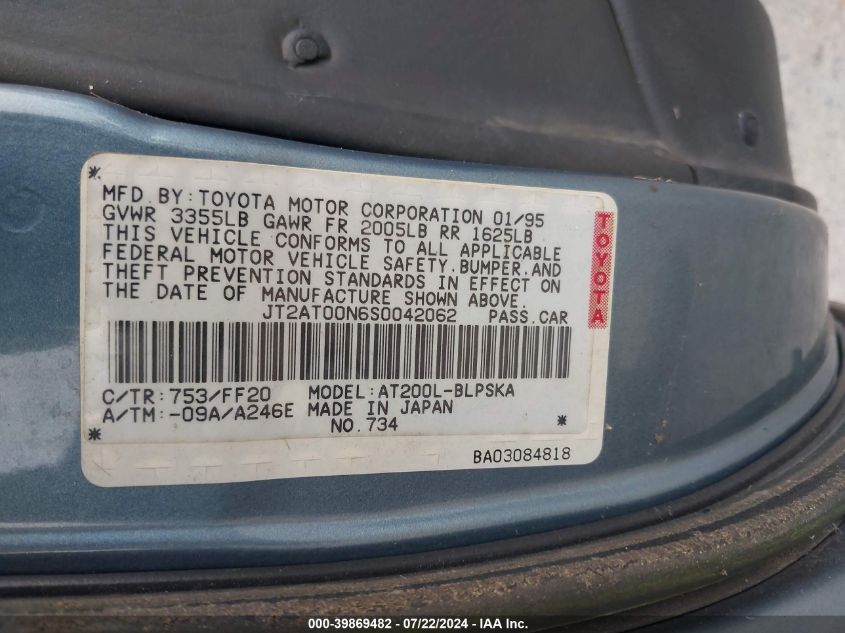 MFD.BY:TOYOTA MOTOR CORPORATION 01/95
GVWR 3355LB GAWR FR 2005LB RR 1625LB
THIS VEHICLE CONFORMS TO ALL APPLICABLE
FEDERAL MOTOR VEHICLE SAFETY,BUMPER,AND
THEFT PREVENTION STANDARDS IN EFFECT ON
THE DATE OF MANUFACTURE SHOWN ABOVE.
JT2AT00N6S0042062 PASS.CAR
TOYOTA
C/TR:753/FF20 MODEL:AT200L-BLPSKA
A/TM:-09A/A246E MADE IN JAPAN
NO.734
BA03084818
000-39869482 - 07/22/2024 - IAA Inc.